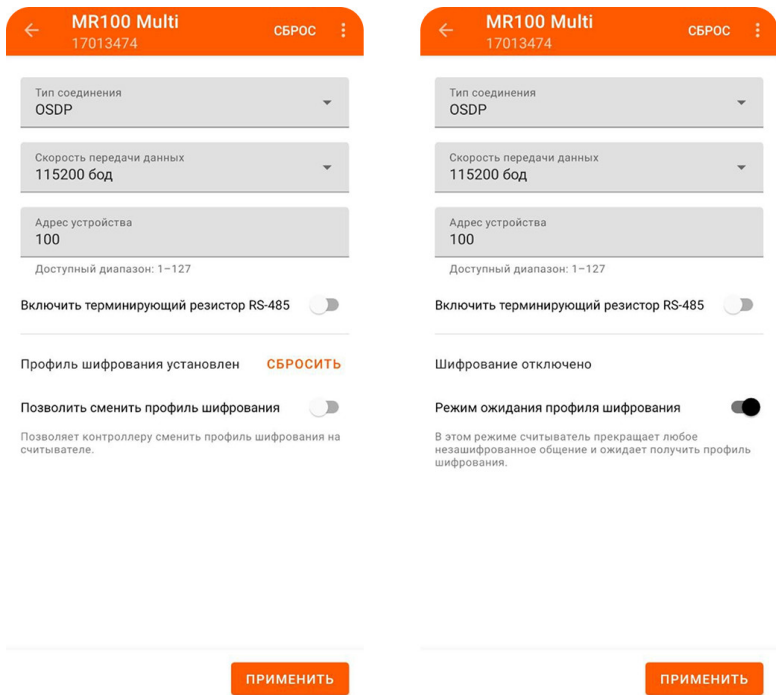 MR100 Multi
17013474
СБРОС
Тип соединения
OSDP
Скорость передачи данных
115200 бод
Адрес устройства
100
Доступный диапазон: 1–127
Включить терминирующий резистор RS-485
Профиль шифрования установлен
СБРОСИТЬ
Позволить сменить профиль шифрования
Позволяет контроллеру сменить профиль шифрования на
считывателе.
ПРИМЕНИТЬ
MR100 Multi
17013474
СБРОС
Тип соединения
OSDP
Скорость передачи данных
115200 бод
Адрес устройства
100
Доступный диапазон: 1–127
Включить терминирующий резистор RS-485
Шифрование отключено
Режим ожидания профиля шифрования
В этом режиме считыватель прекращает любое
незашифрованное общение и ожидает получить профиль
шифрования.
ПРИМЕНИТЬ